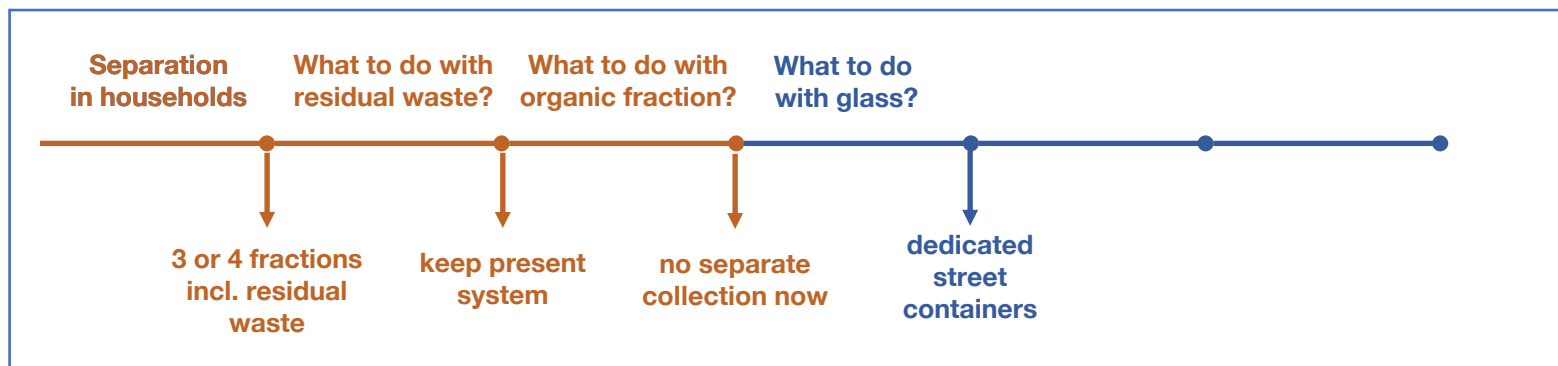 Separation
in households
What to do with
residual waste?
What to do with
organic fraction?
What to do
with glass?
3 or 4 fractions
incl. residual
waste
keep present
system
no separate
collection now
dedicated
street
containers